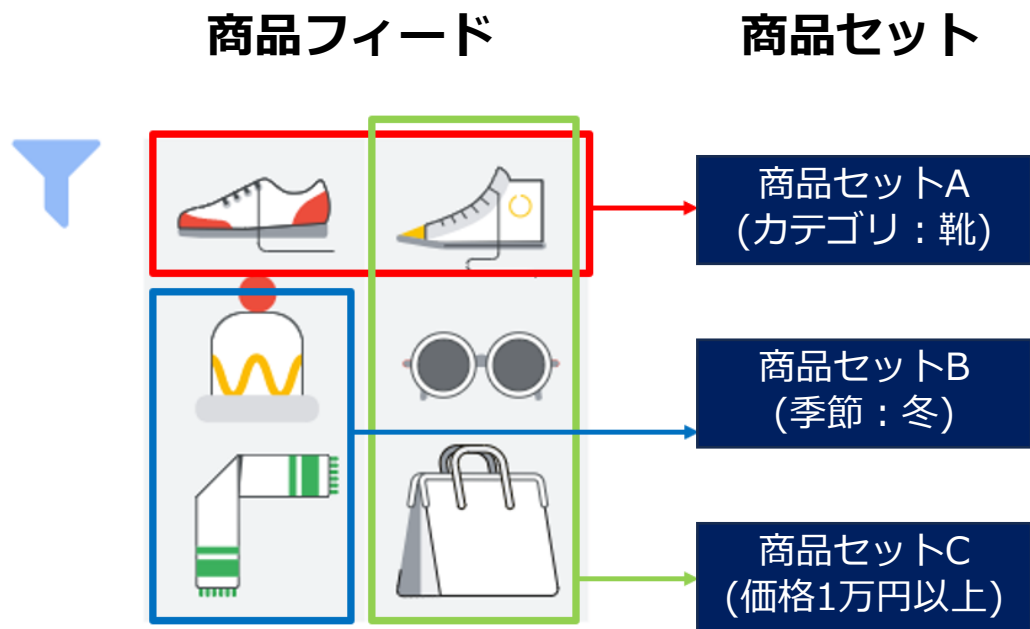 商品フィード
商品セット
商品セットA
(カテゴリ：靴)
商品セットB
(季節：冬)
商品セットC
(価格1万円以上)